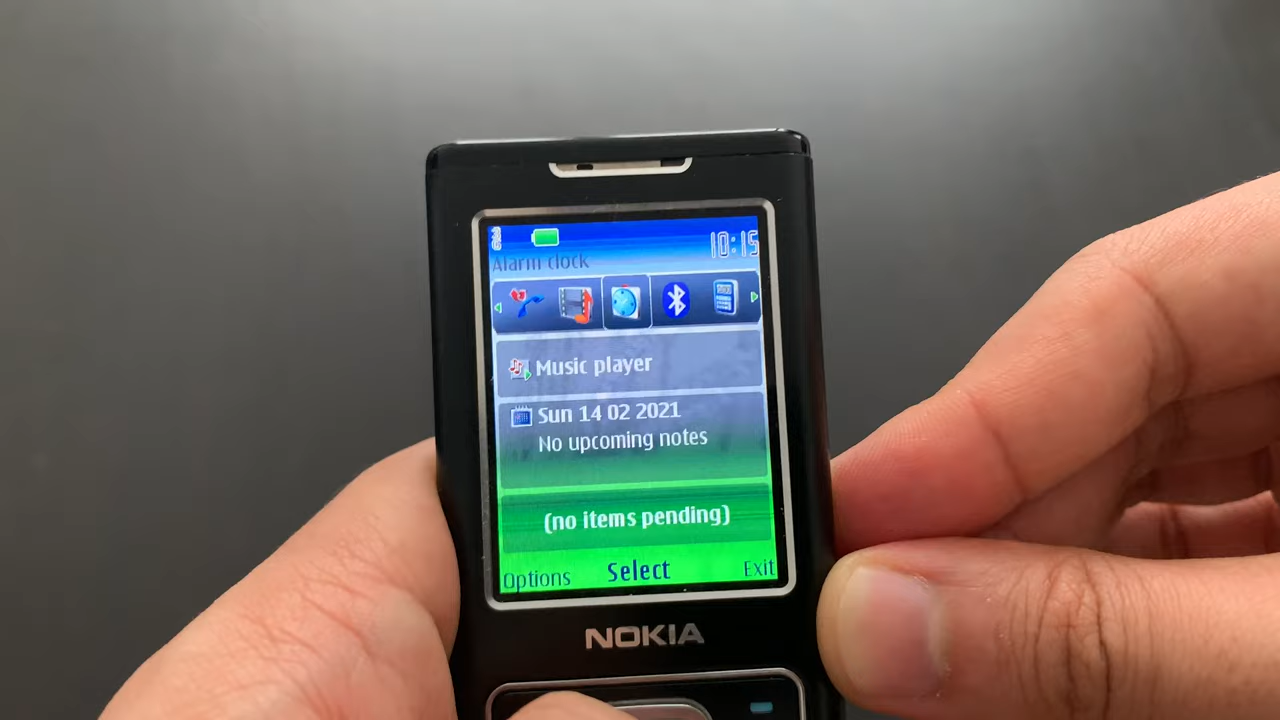 3G
10:15
Alarm clock
Music player
Sun 14 02 2021
No upcoming notes
(no items pending)
Options Select Exit
NOKIA